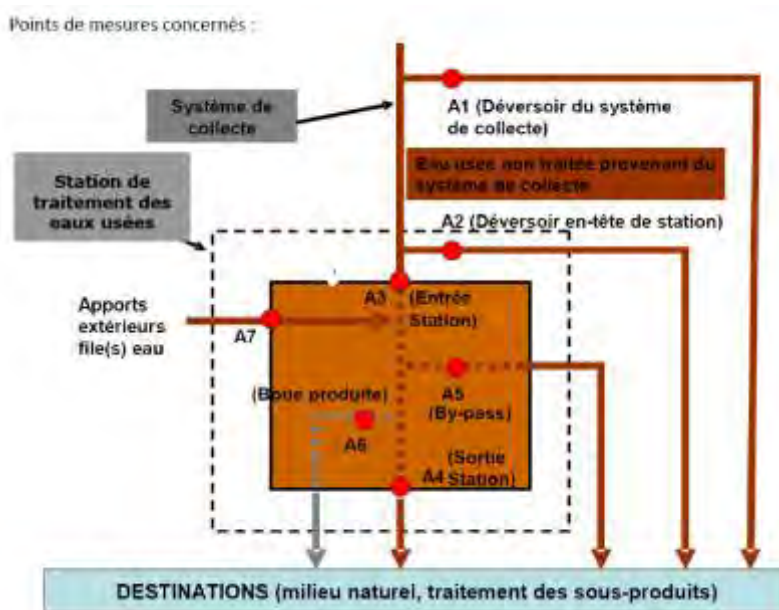 Points de mesures concernés :
Système de
collecte
A1 (Déversoir du système
de collecte)
Eau usée non traitée provenant du
système de collecte
Station de
traitement des
eaux usées
A2 (Déversoir en-tête de station)
A3
(Entrée
Station)
Apports
extérieurs
file(s) eau
A7
(Boue produite)
A5
(By-pass)
A6
(Sortie
A4 Station)
DESTINATIONS (milieu naturel, traitement des sous-produits)